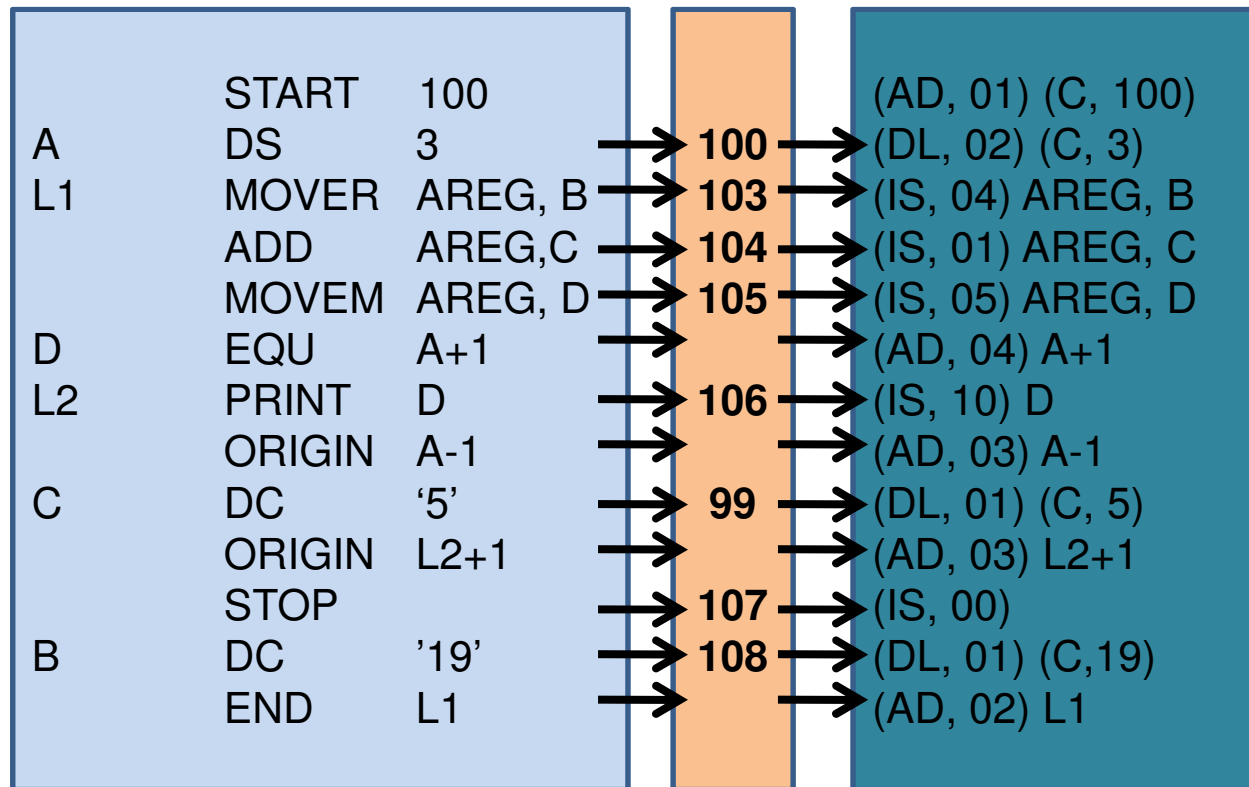 START 100 (AD, 01) (C, 100)
A DS 3 100 (DL, 02) (C, 3)
L1 MOVER AREG, B 103 (IS, 04) AREG, B
ADD AREG,C 104 (IS, 01) AREG, C
MOVEM AREG, D 105 (IS, 05) AREG, D
D EQU A+1 (AD, 04) A+1
L2 PRINT D 106 (IS, 10) D
ORIGIN A-1 (AD, 03) A-1
C DC ‘5’ 99 (DL, 01) (C, 5)
ORIGIN L2+1 (AD, 03) L2+1
STOP 107 (IS, 00)
B DC ’19’ 108 (DL, 01) (C,19)
END L1 (AD, 02) L1